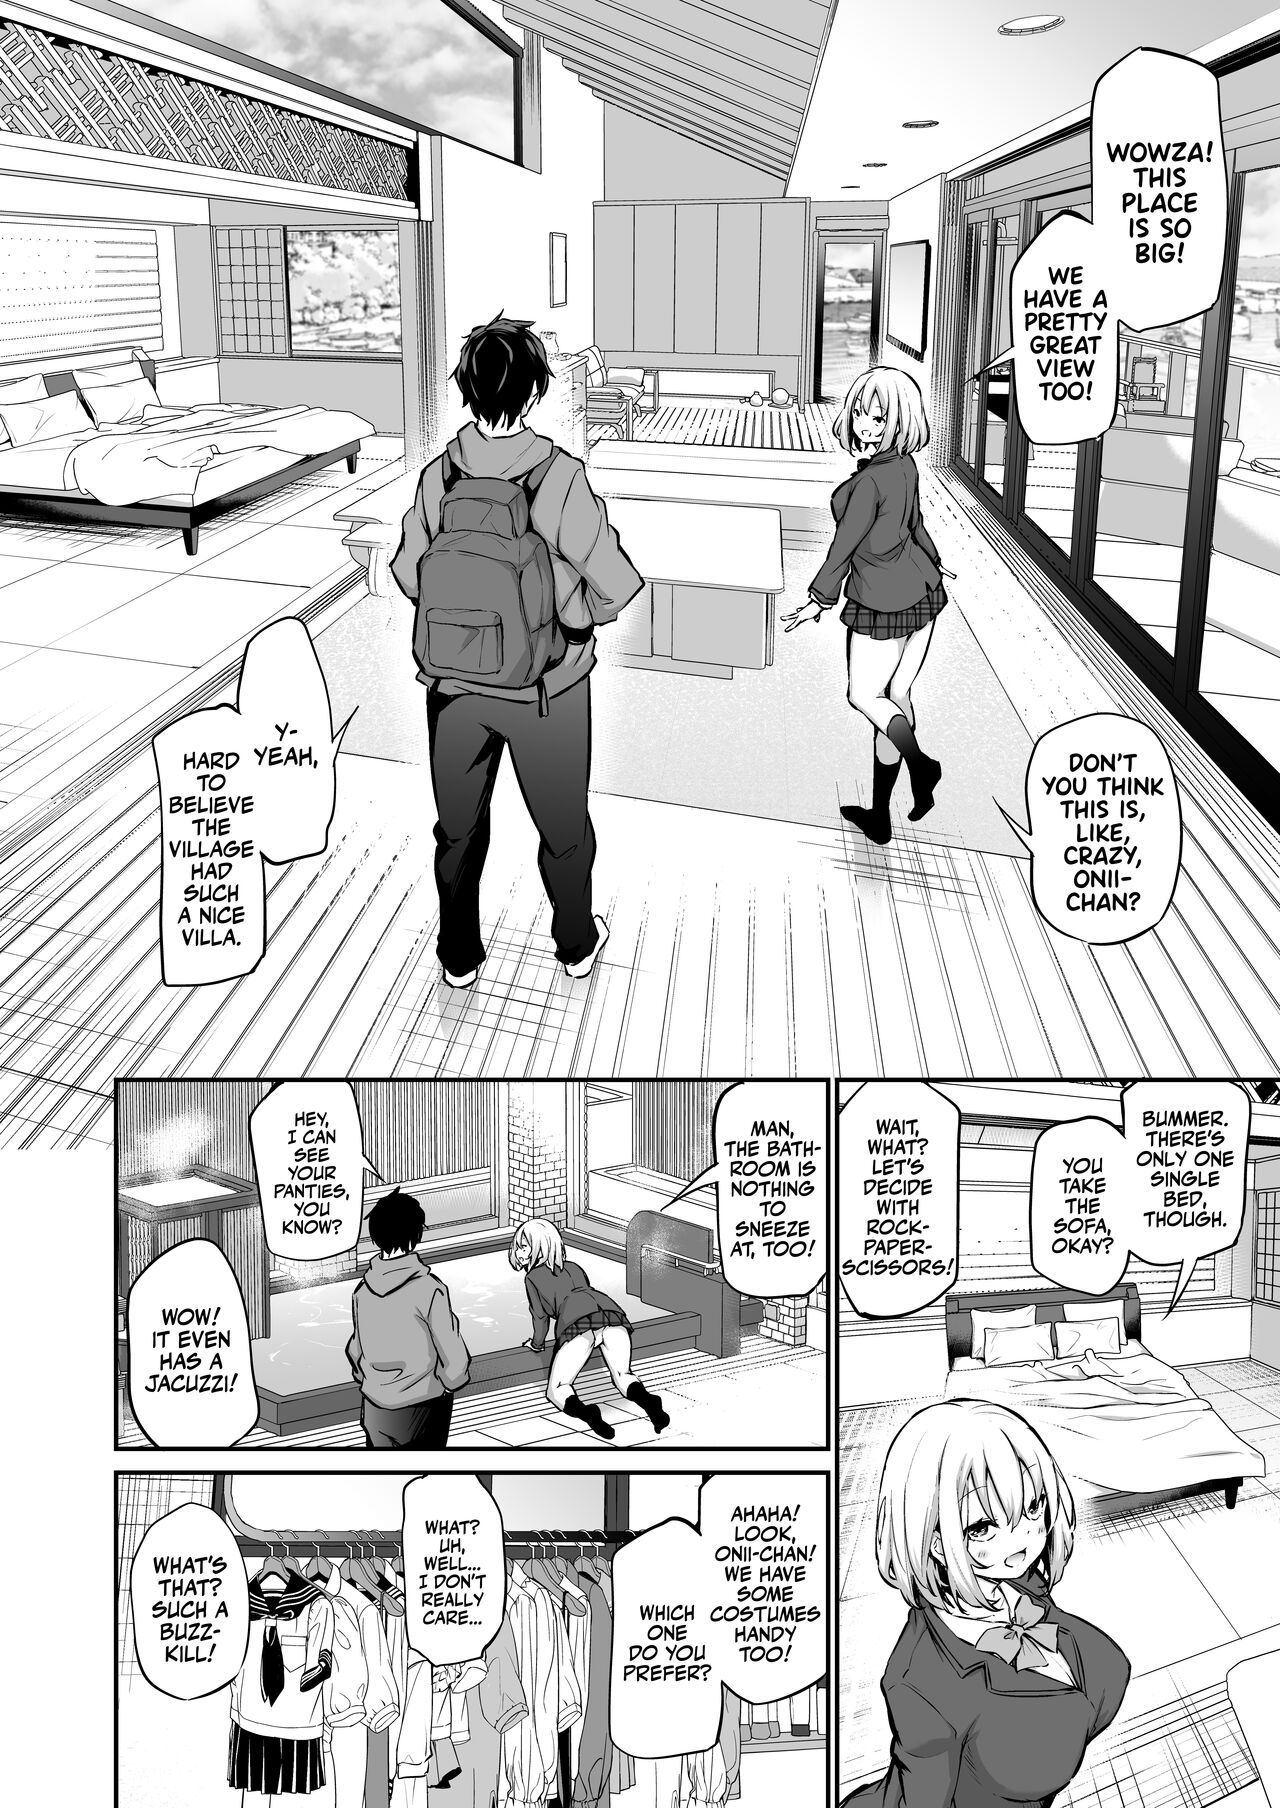 WOWZA!
THIS
PLACE
IS SO
BIG!
WE
HAVE A
PRETTY
GREAT
VIEW
TOO!
DON'T
YOU THINK
THIS IS,
LIKE,
CRAZY,
ONII-
CHAN?
Y-
YEAH,
HARD
TO
BELIEVE
THE
VILLAGE
HAD
SUCH
A NICE
VILLA.
BUMMER.
THERE'S
ONLY ONE
SINGLE
BED,
THOUGH.
YOU
TAKE
THE
SOFA,
OKAY?
WAIT,
WHAT?
LET'S
DECIDE
WITH
ROCK-
PAPER-
SCISSORS!
MAN,
THE BATH-
ROOM IS
NOTHING
TO
SNEEZE
AT, TOO!
HEY,
I CAN
SEE
YOUR
PANTIES,
YOU
KNOW?
WOW!
IT EVEN
HAS A
JACUZZI!
AHAHA!
LOOK,
ONII-CHAN!
WE HAVE
SOME
COSTUMES
HANDY
TOO!
WHICH
ONE
DO YOU
PREFER?
WHAT?
UH,
WELL...
I DON'T
REALLY
CARE...
WHAT'S
THAT?
SUCH A
BUZZ-
KILL!